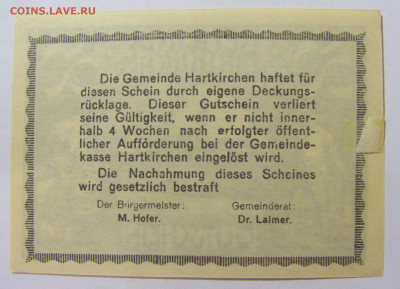 COINS.LAVE.RU
Die Gemeinde Hartkirchen haftet für
diesen Schein durch eigene Deckungs-
rücklage. Dieser Gutschein verliert
seine Gültigkeit, wenn er nicht inner-
halb 4 Wochen nach erfolgter öffent-
licher Aufförderung bei der Gemeinde-
kasse Hartkirchen eingelöst wird.
Die Nachahmung dieses Scheines
wird gesetzlich bestraft
Der Bürgermeister:
M. Hofer.
Gemeinderat:
Dr. Laimer.